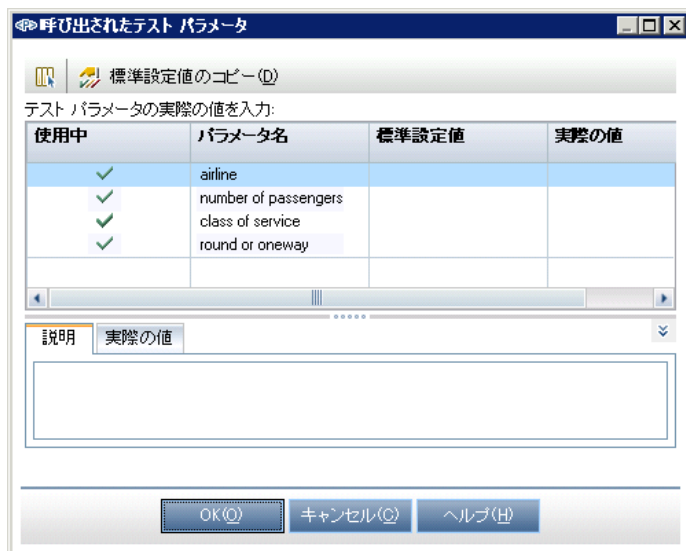 呼び出されたテスト パラメータ
標準設定値のコピー(D)
テスト パラメータの実際の値を入力:
使用中 パラメータ名 標準設定値 実際の値
airline
number of passengers
class of service
round or oneway
説明 実際の値
OK(O) キャンセル(C) ヘルプ(H)